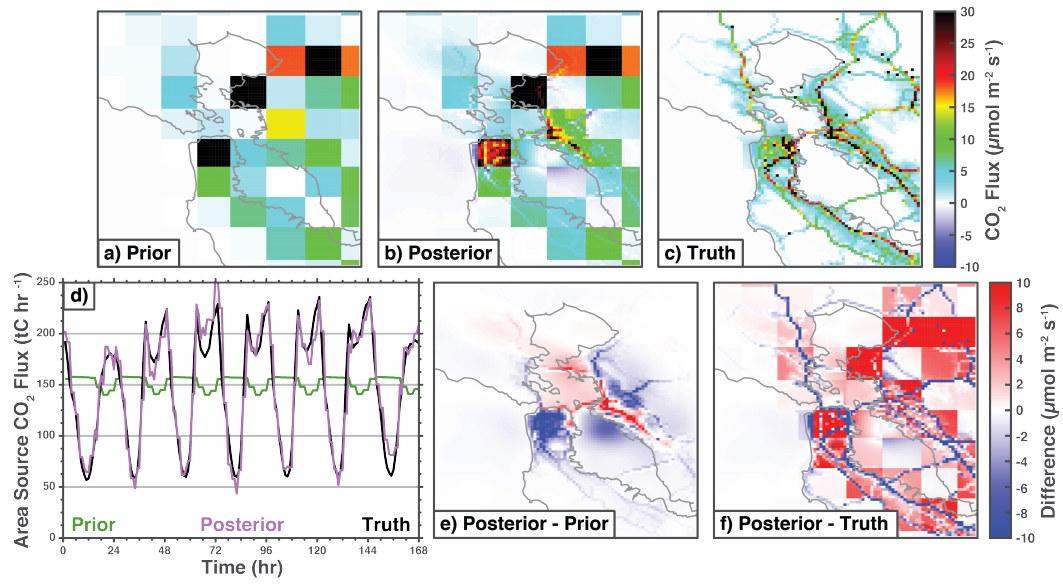 a) Prior
b) Posterior
c) Truth
30
25
20
15
10
5
0
-5
-10
CO2 Flux (μmol m-2 s-1)
d)
250
200
150
100
50
0
Area Source CO2 Flux (tC hr -1)
Prior
Posterior
Truth
0 24 48 72 96 120 144 168
Time (hr)
e) Posterior - Prior
f) Posterior - Truth
10
8
6
4
2
0
-2
-4
-6
-8
-10
Difference (μmol m-2 s-1)